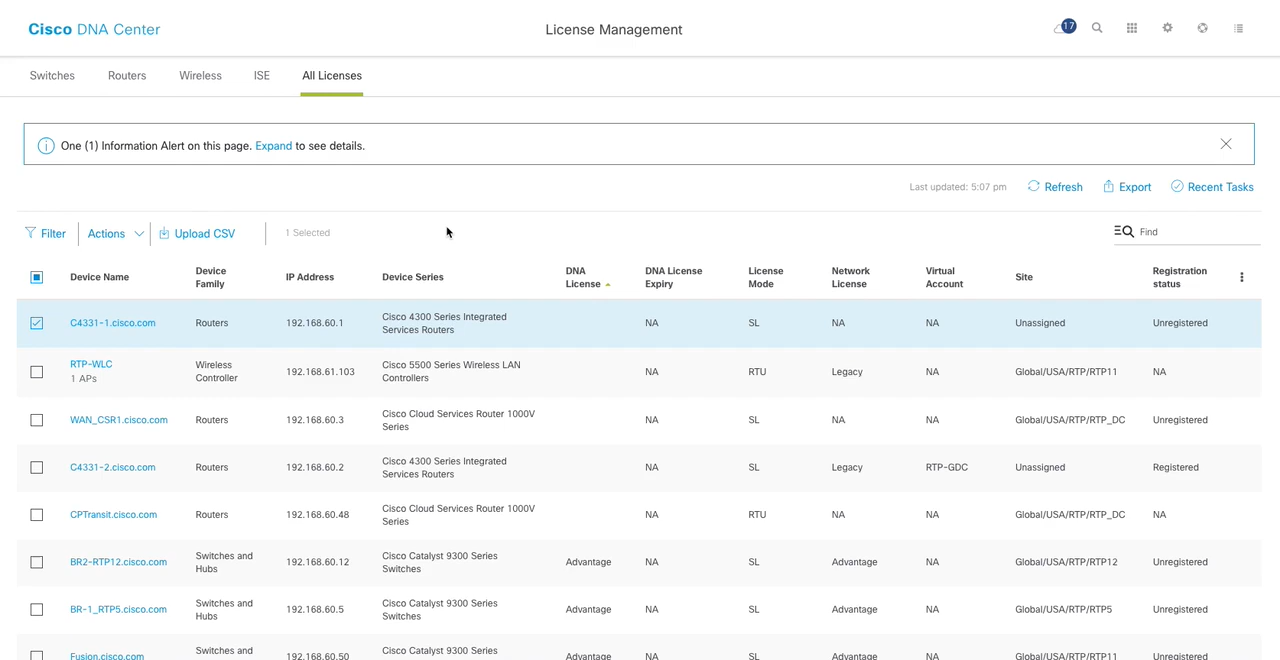 Cisco DNA Center
License Management
17
Switches Routers Wireless ISE All Licenses
One (1) Information Alert on this page. Expand to see details.
Last updated: 5:07 pm Refresh Export Recent Tasks
Filter Actions Upload CSV 1 Selected Find
Device Name Device Family IP Address Device Series DNA License DNA License Expiry License Mode Network License Virtual Account Site Registration status
C4331-1.cisco.com Routers 192.168.60.1 Cisco 4300 Series Integrated Services Routers NA SL NA NA Unassigned Unregistered
RTP-WLC 1 APs Wireless Controller 192.168.61.103 Cisco 5500 Series Wireless LAN Controllers NA RTU Legacy NA Global/USA/RTP/RTP11 NA
WAN_CSR1.cisco.com Routers 192.168.60.3 Cisco Cloud Services Router 1000V Series NA SL NA NA Global/USA/RTP/RTP_DC Unregistered
C4331-2.cisco.com Routers 192.168.60.2 Cisco 4300 Series Integrated Services Routers NA SL Legacy RTP-GDC Unassigned Registered
CPTransit.cisco.com Routers 192.168.60.48 Cisco Cloud Services Router 1000V Series NA RTU NA NA Global/USA/RTP/RTP_DC NA
BR2-RTP12.cisco.com Switches and Hubs 192.168.60.12 Cisco Catalyst 9300 Series Switches Advantage NA SL Advantage NA Global/USA/RTP/RTP12 Unregistered
BR-1_RTP5.cisco.com Switches and Hubs 192.168.60.5 Cisco Catalyst 9300 Series Switches Advantage NA SL Advantage NA Global/USA/RTP/RTP5 Unregistered
Fusion.cisco.com Switches and 192.168.60.50 Cisco Catalyst 9300 Series Advantage NA SL Advantage NA Global/USA/RTP/RTP11 Unregistered